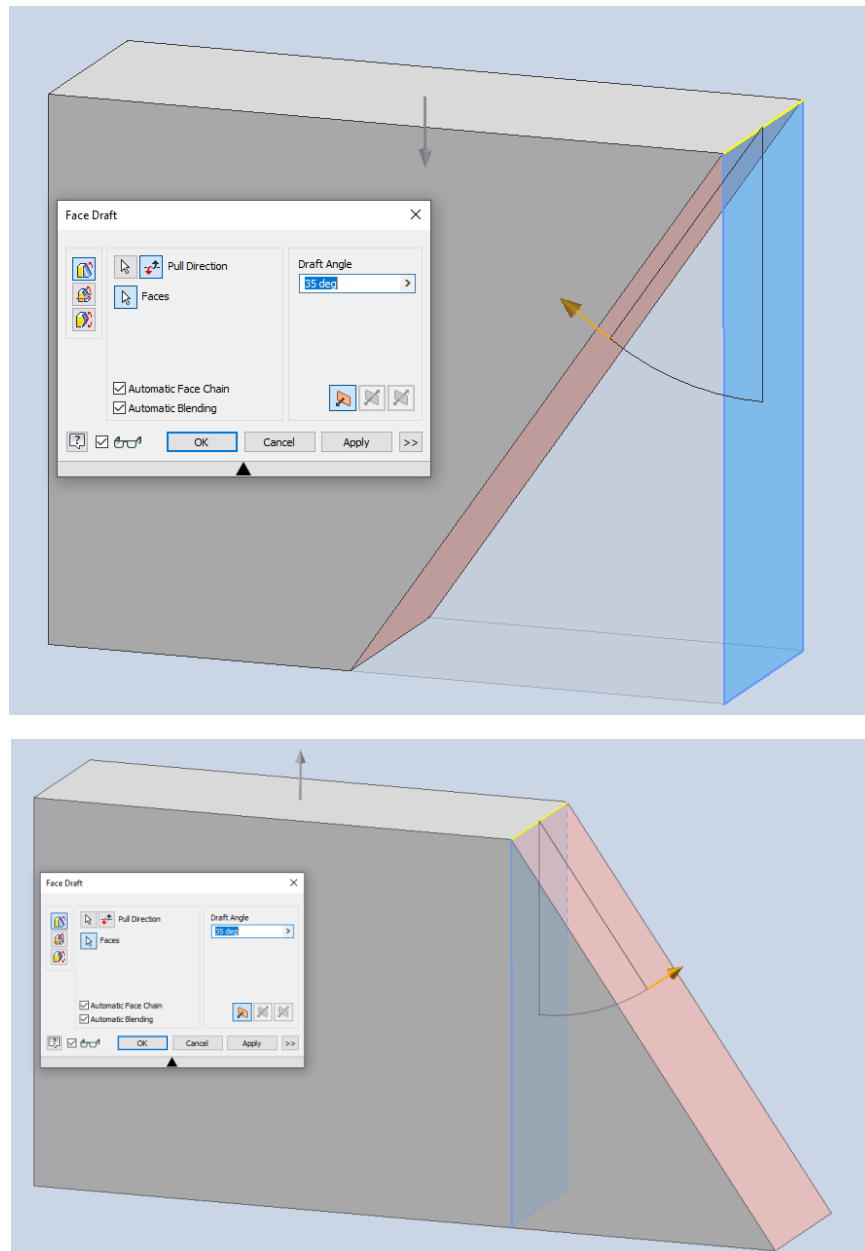 Face Draft
Pull Direction
Draft Angle
35 deg
>
Faces
Automatic Face Chain
Automatic Blending
?
OK
Cancel
Apply
>>
Face Draft
Pull Direction
Draft Angle
35 deg
>
Faces
Automatic Face Chain
Automatic Blending
?
OK
Cancel
Apply
>>